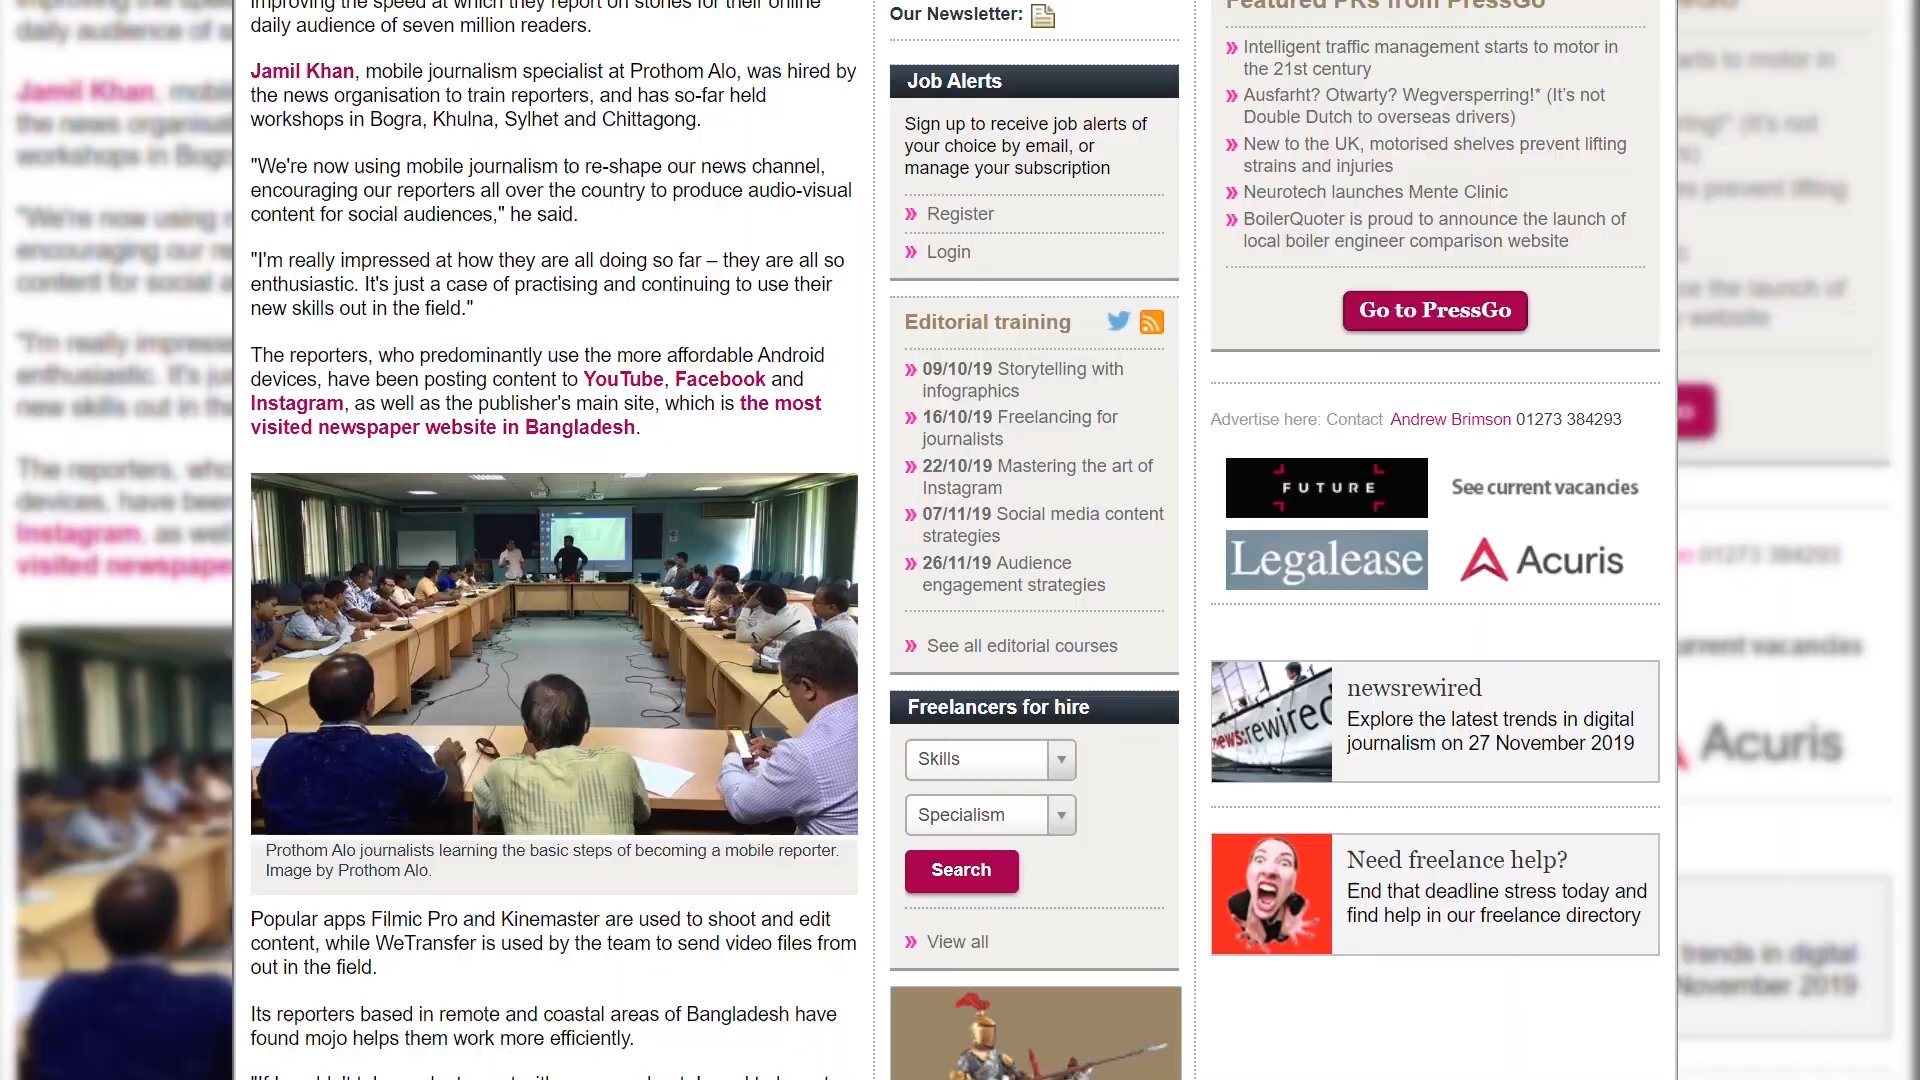 improving the speed at which they report on stories for their online
daily audience of seven million readers.
Jamil Khan, mobile journalism specialist at Prothom Alo, was hired by
the news organisation to train reporters, and has so-far held
workshops in Bogra, Khulna, Sylhet and Chittagong.
"We're now using mobile journalism to re-shape our news channel,
encouraging our reporters all over the country to produce audio-visual
content for social audiences," he said.
"I'm really impressed at how they are all doing so far – they are all so
enthusiastic. It's just a case of practising and continuing to use their
new skills out in the field."
The reporters, who predominantly use the more affordable Android
devices, have been posting content to YouTube, Facebook and
Instagram, as well as the publisher's main site, which is the most
visited newspaper website in Bangladesh.
Prothom Alo journalists learning the basic steps of becoming a mobile reporter.
Image by Prothom Alo.
Popular apps Filmic Pro and Kinemaster are used to shoot and edit
content, while WeTransfer is used by the team to send video files from
out in the field.
Its reporters based in remote and coastal areas of Bangladesh have
found mojo helps them work more efficiently.
Our Newsletter:
Job Alerts
Sign up to receive job alerts of
your choice by email, or
manage your subscription
» Register
» Login
Editorial training
» 09/10/19 Storytelling with
infographics
» 16/10/19 Freelancing for
journalists
» 22/10/19 Mastering the art of
Instagram
» 07/11/19 Social media content
strategies
» 26/11/19 Audience
engagement strategies
» See all editorial courses
Freelancers for hire
Skills
Specialism
Search
» View all
Featured PRs from PressGo
» Intelligent traffic management starts to motor in
the 21st century
» Ausfarht? Otwarty? Wegversperring!* (It's not
Double Dutch to overseas drivers)
» New to the UK, motorised shelves prevent lifting
strains and injuries
» Neurotech launches Mente Clinic
» BoilerQuoter is proud to announce the launch of
local boiler engineer comparison website
Go to PressGo
Advertise here: Contact Andrew Brimson 01273 384293
FUTURE
See current vacancies
Legalease
Acuris
news:rewired
newsrewired
Explore the latest trends in digital
journalism on 27 November 2019
Need freelance help?
End that deadline stress today and
find help in our freelance directory